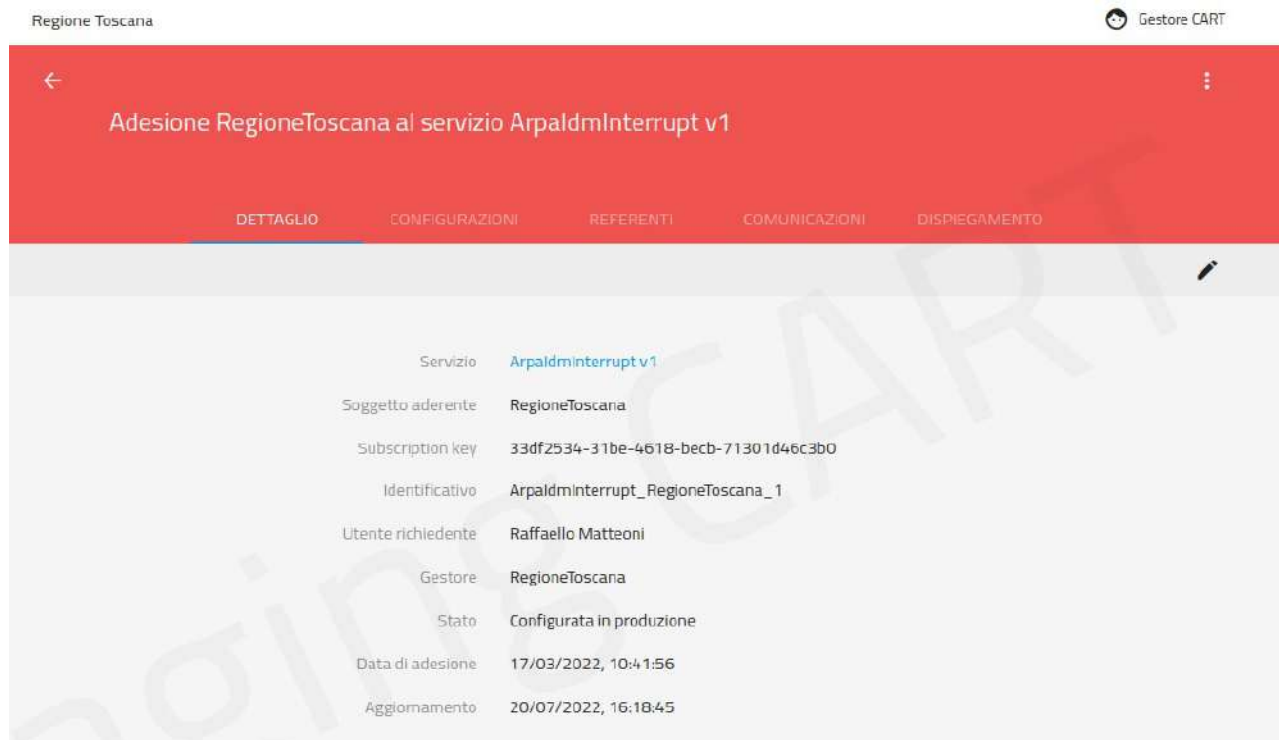 Regione Toscana
Gestore CART
Adesione RegioneToscana al servizio ArpaIdmInterrupt v1
DETTAGLIO CONFIGURAZIONI REFERENTI COMUNICAZIONI DISPIEGAMENTO
Servizio ArpaIdmInterrupt v1
Soggetto aderente RegioneToscana
Subscription key 33df2534-31be-4618-becb-71301d46c3b0
Identificativo ArpaIdmInterrupt_RegioneToscana_1
Utente richiedente Raffaello Matteoni
Gestore RegioneToscana
Stato Configurata in produzione
Data di adesione 17/03/2022, 10:41:56
Aggiornamento 20/07/2022, 16:18:45
ging CART